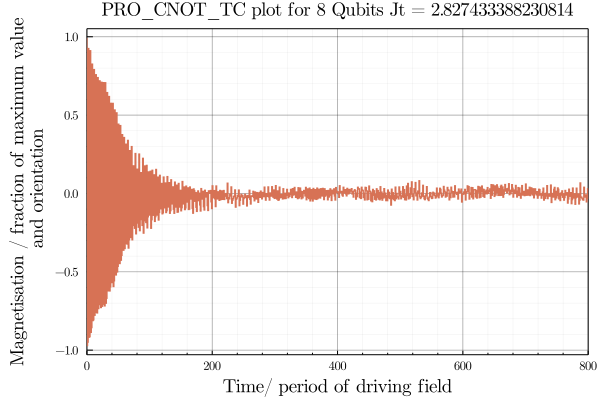 PRO_CNOT_TC plot for 8 Qubits Jt = 2.827433388230814
Magnetisation / fraction of maximum value
and orientation
1.0
0.5
0.0
−0.5
−1.0
0 200 400 600 800
Time/ period of driving field